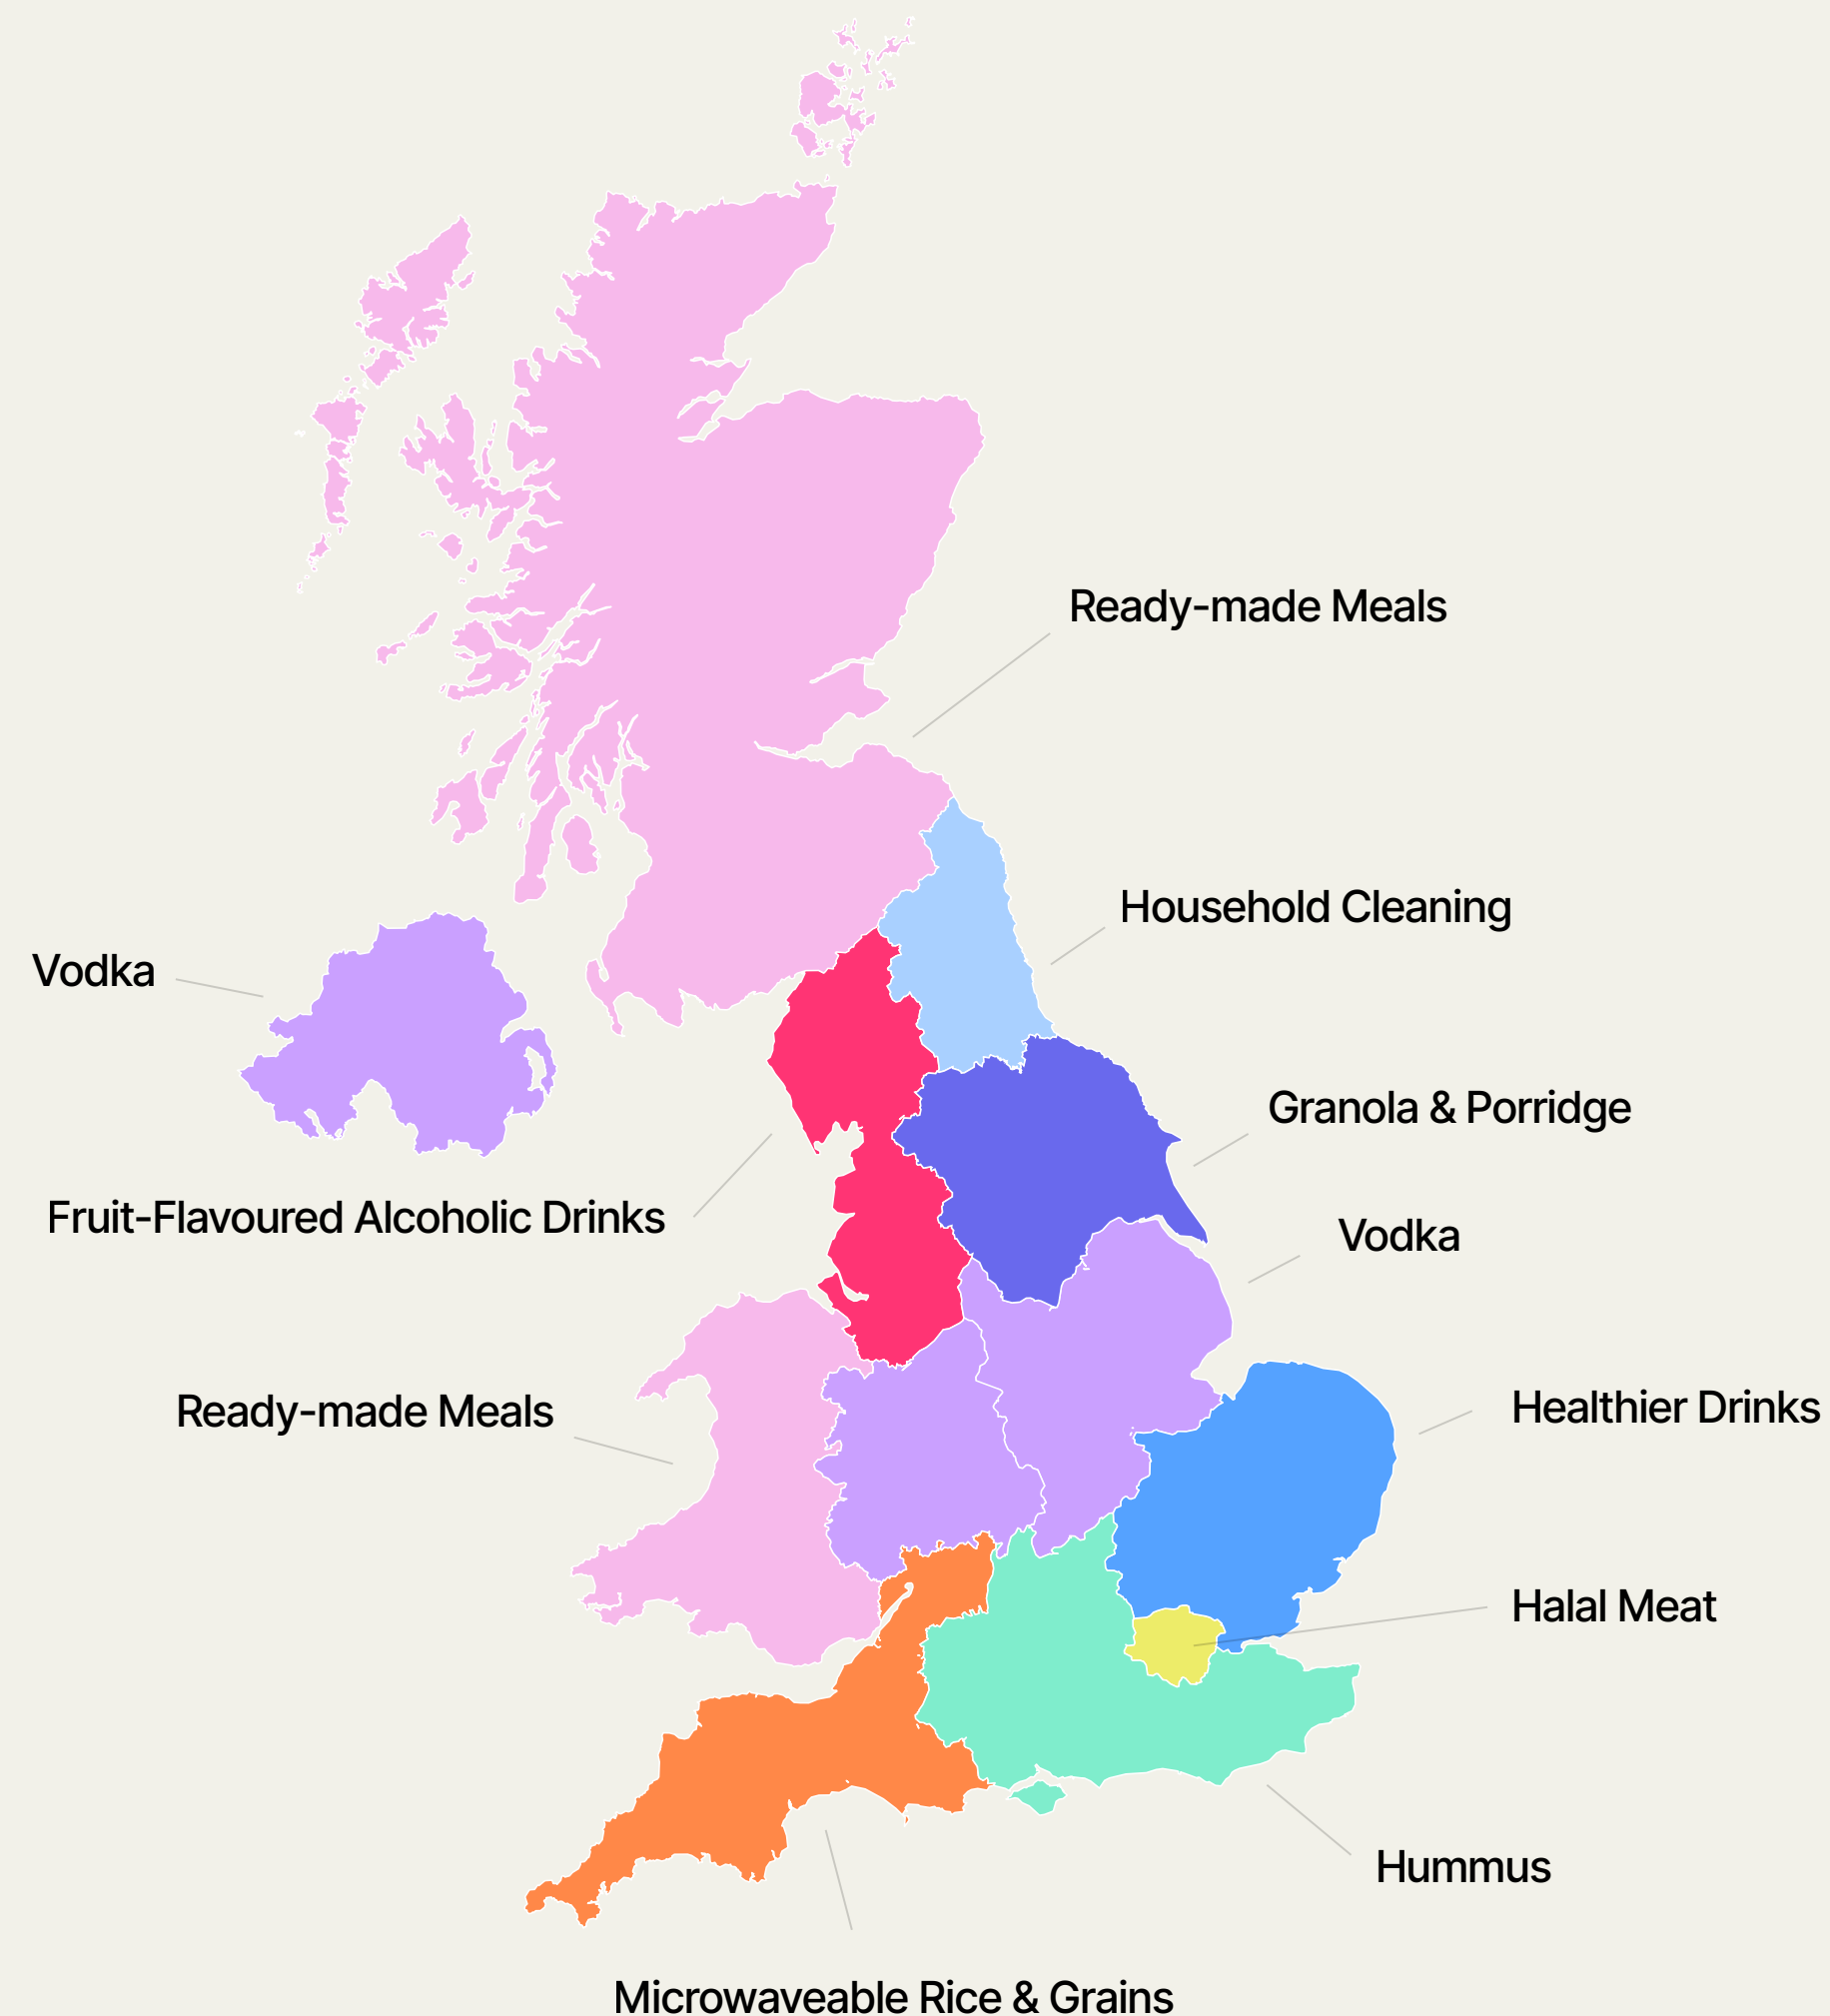 Ready-made Meals
Household Cleaning
Vodka
Granola & Porridge
Fruit-Flavoured Alcoholic Drinks
Vodka
Ready-made Meals
Healthier Drinks
Halal Meat
Hummus
Microwaveable Rice & Grains